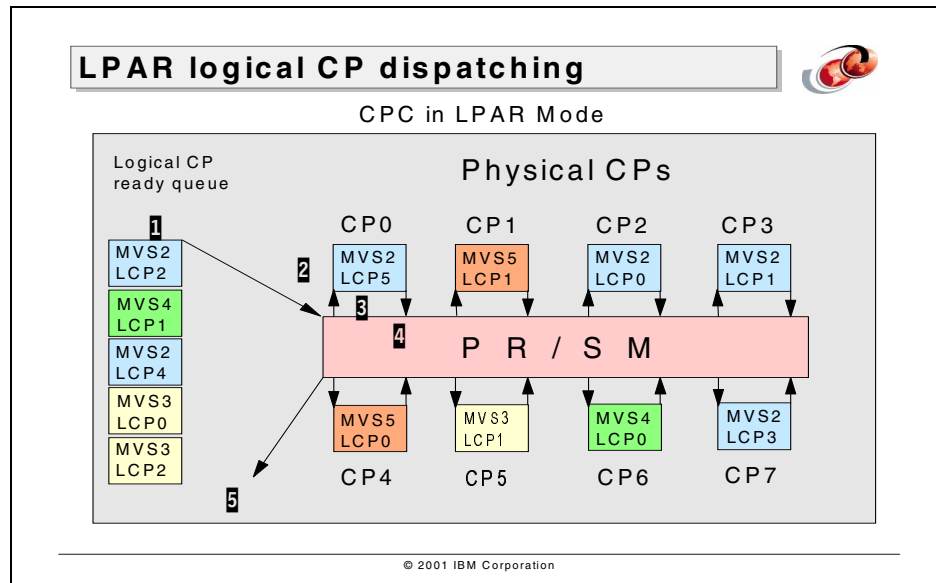 LPAR logical CP dispatching
CPC in LPAR Mode
Logical CP
ready queue
Physical CPs
1
MVS2
LCP2
MVS4
LCP1
MVS2
LCP4
MVS3
LCP0
MVS3
LCP2
2
CP0
CP1
CP2
CP3
MVS2
LCP5
MVS5
LCP1
MVS2
LCP0
MVS2
LCP1
3
4
PR/SM
MVS5
LCP0
MVS3
LCP1
MVS4
LCP0
MVS2
LCP3
CP4
CP5
CP6
CP7
5
© 2001 IBM Corporation